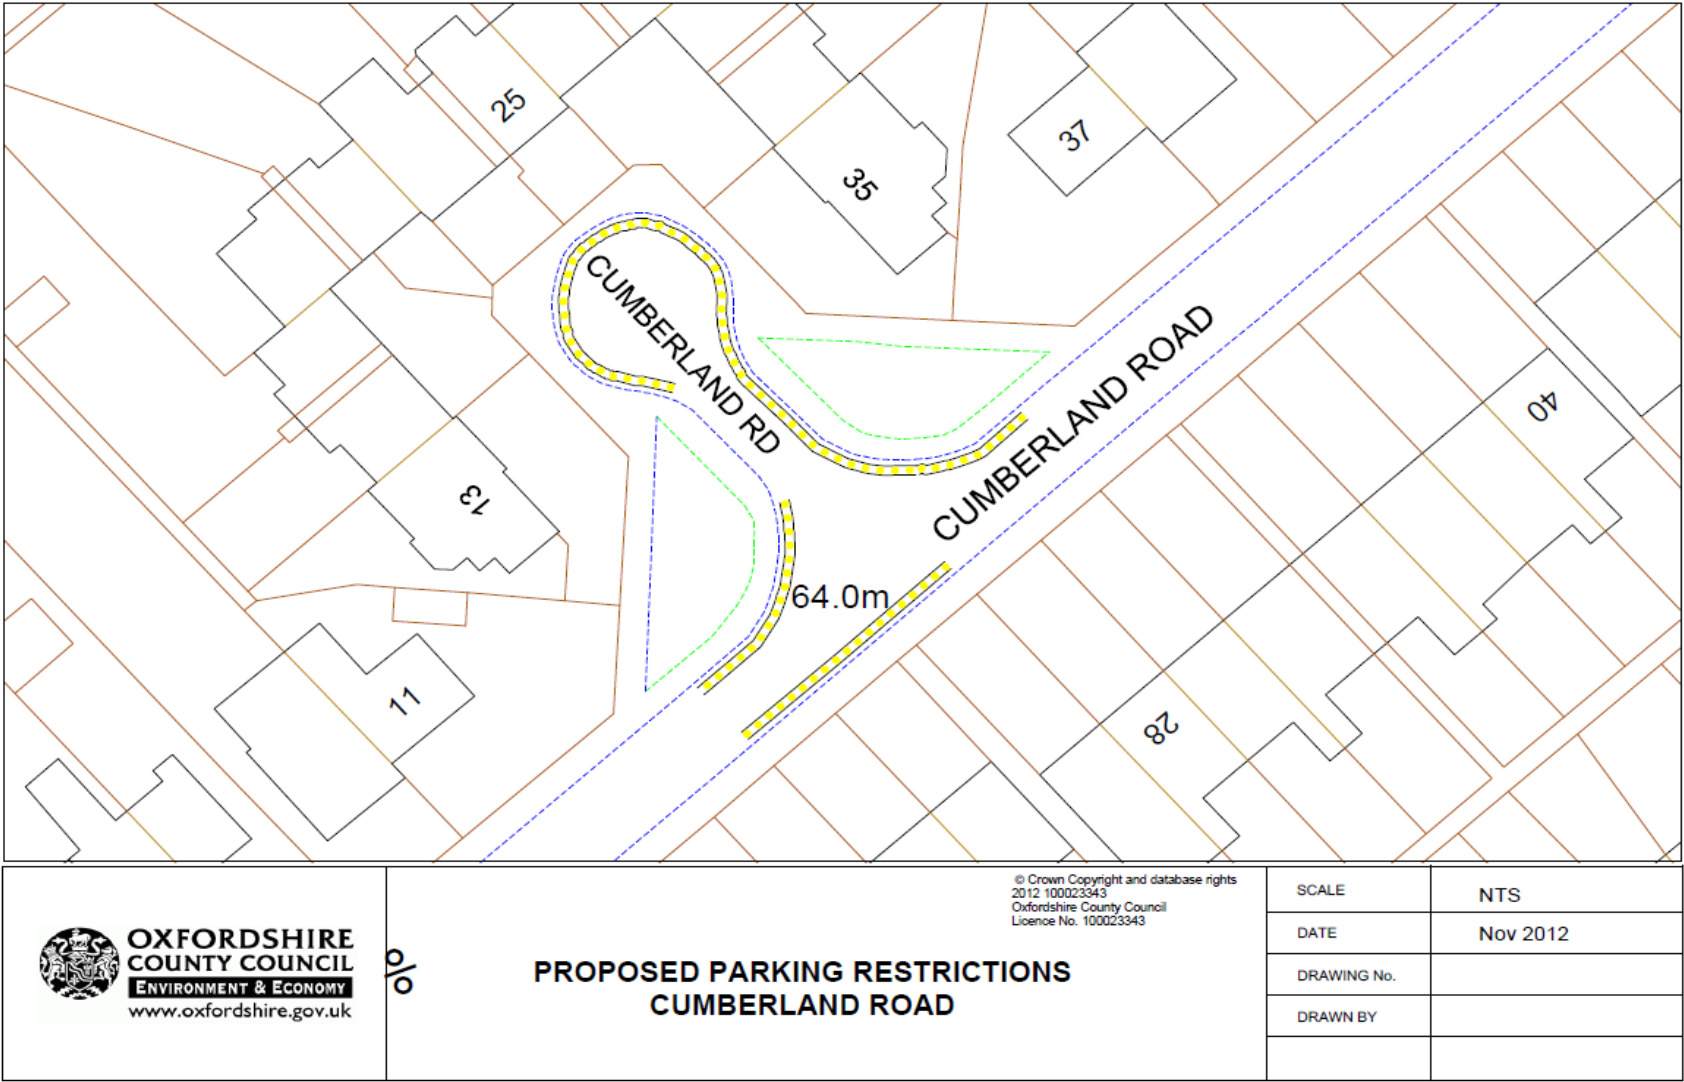 25
37
35
CUMBERLAND RD
CUMBERLAND ROAD
40
13
64.0m
11
28
© Crown Copyright and database rights
2012 100023343
Oxfordshire County Council
Licence No. 100023343
OXFORDSHIRE
COUNTY COUNCIL
ENVIRONMENT & ECONOMY
www.oxfordshire.gov.uk
%
PROPOSED PARKING RESTRICTIONS
CUMBERLAND ROAD
SCALE NTS
DATE Nov 2012
DRAWING No.
DRAWN BY